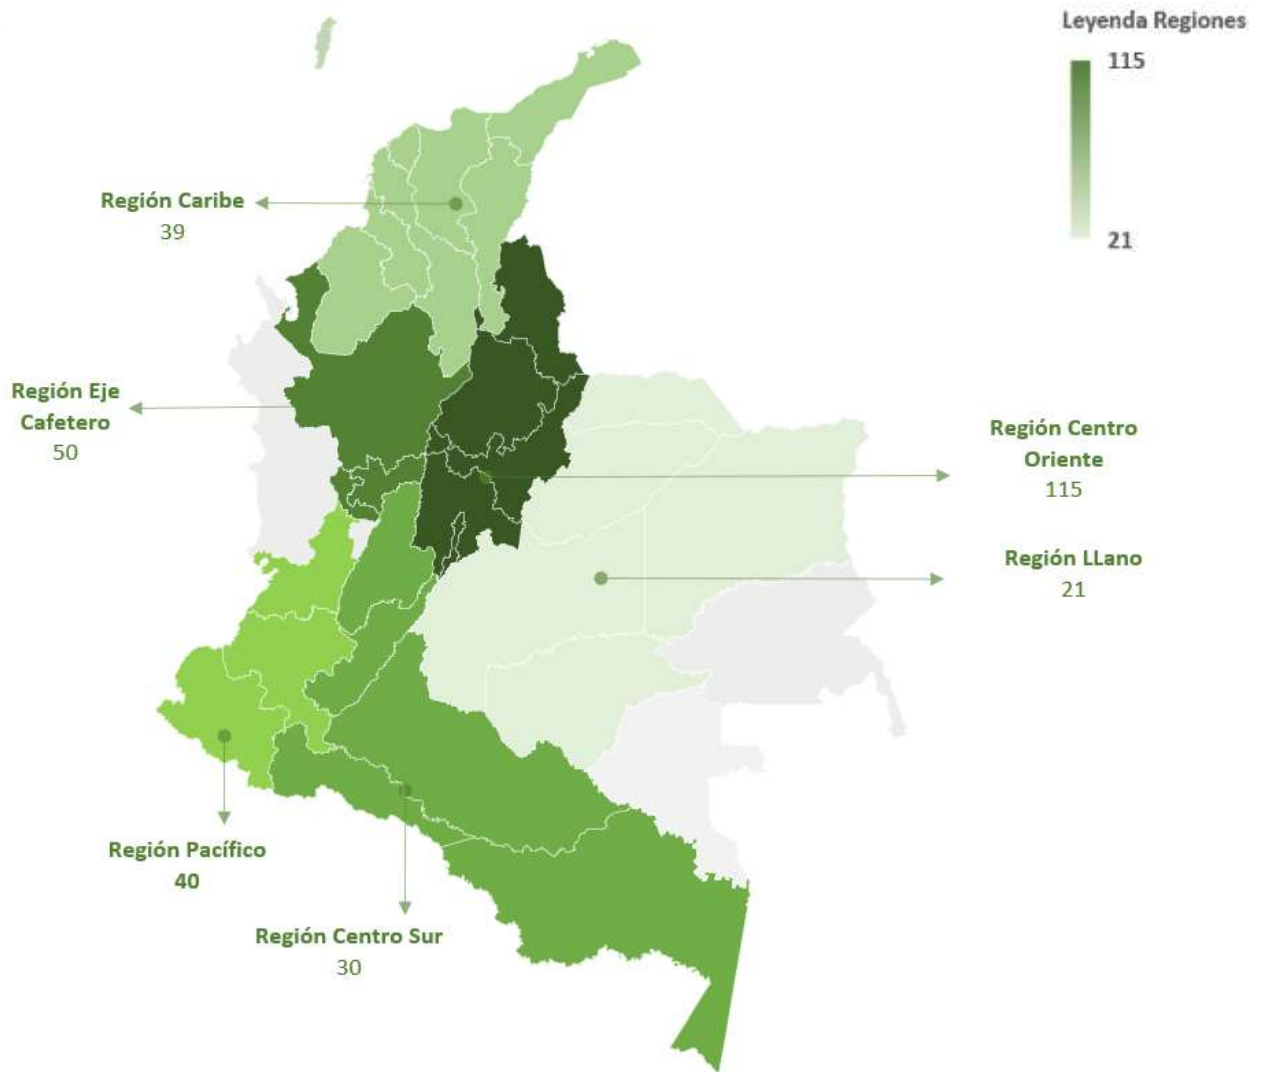 Leyenda Regiones
115
21
Región Caribe
39
Región Eje
Cafetero
50
Región Centro
Oriente
115
Región LLano
21
Región Pacífico
40
Región Centro Sur
30